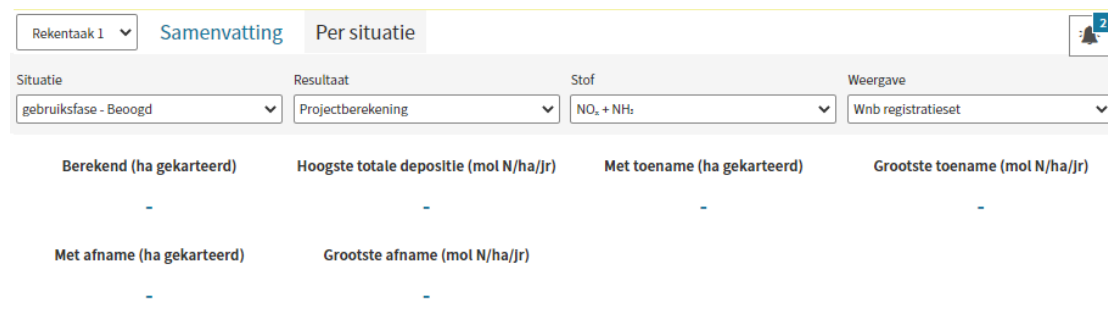 Rekentaak 1 Samenvatting Per situatie 2
Situatie Resultaat Stof Weergave
gebruiksfase - Beoogd Projectberekening NOₓ + NH₃ Wnb registratieset
Berekend (ha gekarteerd) Hoogste totale depositie (mol N/ha/jr) Met toename (ha gekarteerd) Grootste toename (mol N/ha/jr)
- - - -
Met afname (ha gekarteerd) Grootste afname (mol N/ha/jr)
- -